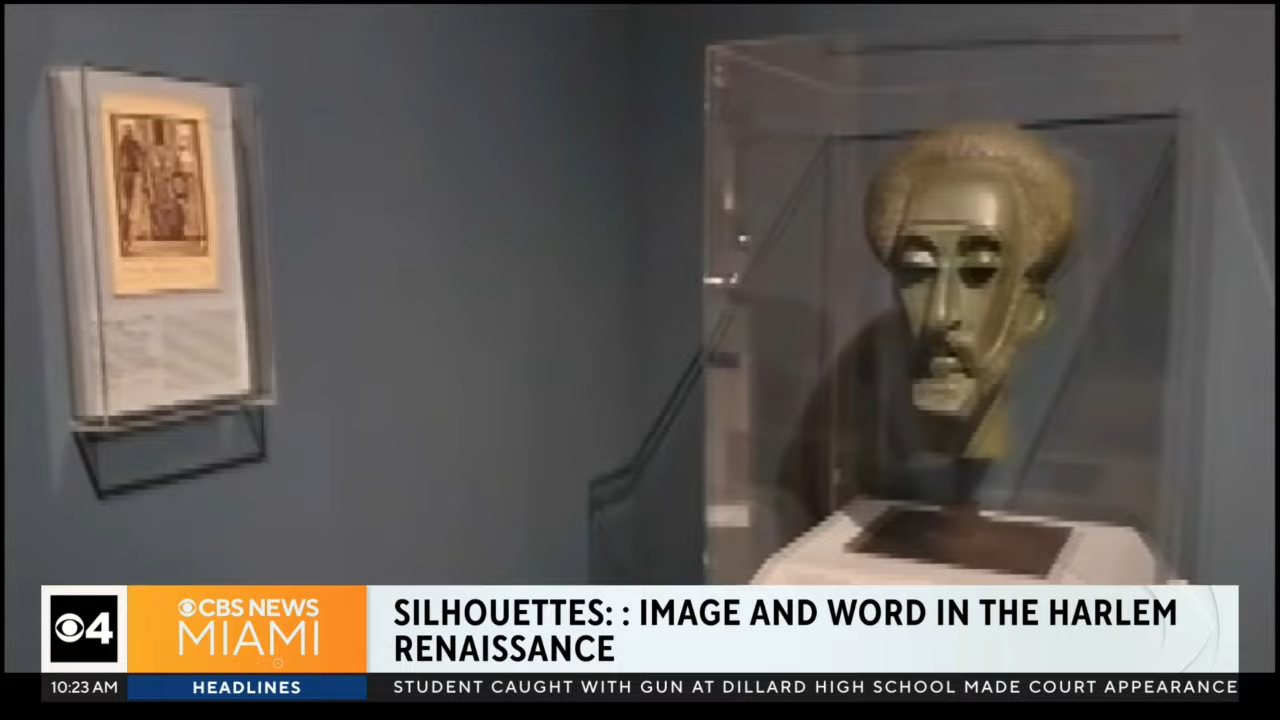 4
CBS NEWS
MIAMI
SILHOUETTES: : IMAGE AND WORD IN THE HARLEM
RENAISSANCE
10:23 AM
HEADLINES
STUDENT CAUGHT WITH GUN AT DILLARD HIGH SCHOOL MADE COURT APPEARANCE